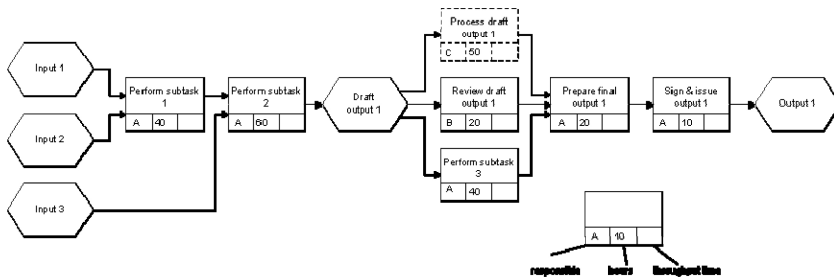 Process draft
output 1
C 50
Input 1
Perform subtask
1
A 40
Perform subtask
2
A 60
Draft
output 1
Review draft
output 1
B 20
Prepare final
output 1
A 20
Sign & issue
output 1
A 10
Output 1
Input 2
Perform subtask
3
A 40
Input 3
A 10
responsible hours throughput time